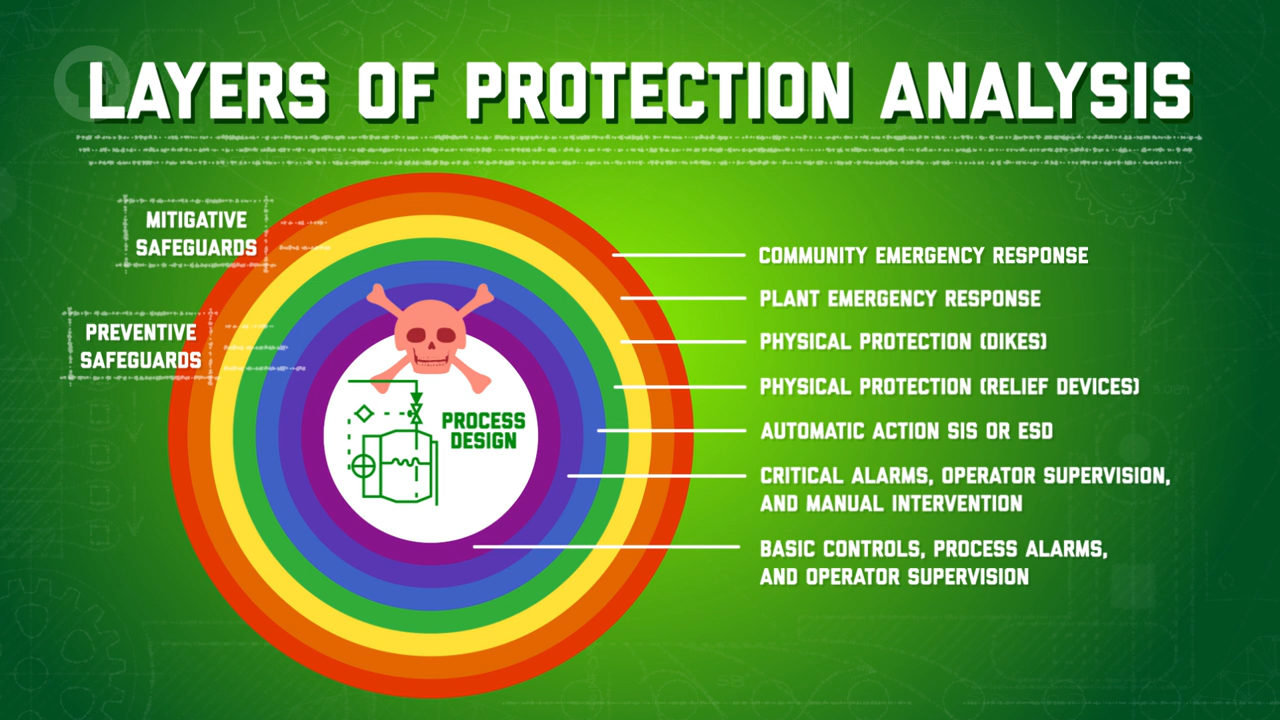 LAYERS OF PROTECTION ANALYSIS
MITIGATIVE
SAFEGUARDS
PREVENTIVE
SAFEGUARDS
PROCESS
DESIGN
COMMUNITY EMERGENCY RESPONSE
PLANT EMERGENCY RESPONSE
PHYSICAL PROTECTION (DIKES)
PHYSICAL PROTECTION (RELIEF DEVICES)
AUTOMATIC ACTION SIS OR ESD
CRITICAL ALARMS, OPERATOR SUPERVISION,
AND MANUAL INTERVENTION
BASIC CONTROLS, PROCESS ALARMS,
AND OPERATOR SUPERVISION